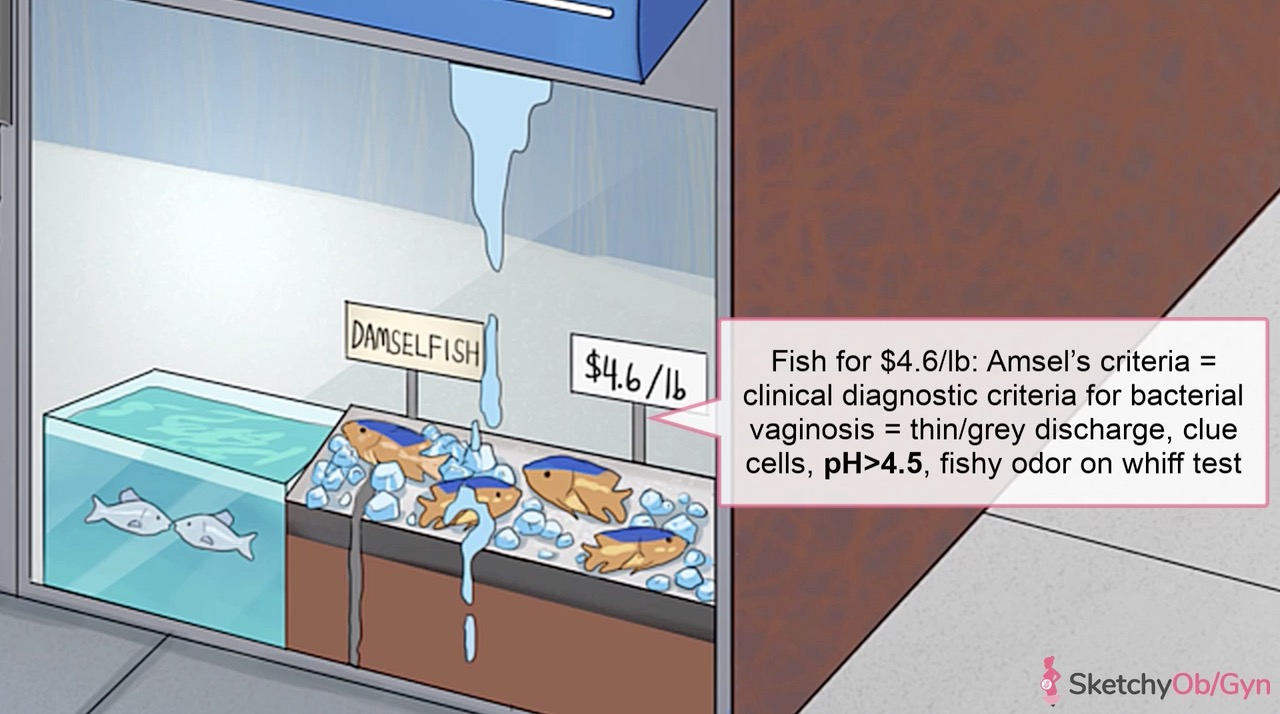 DAMSELFISH
$4.6/lb
Fish for $4.6/lb: Amsel’s criteria =
clinical diagnostic criteria for bacterial
vaginosis = thin/grey discharge, clue
cells, pH>4.5, fishy odor on whiff test
SketchyOb/Gyn